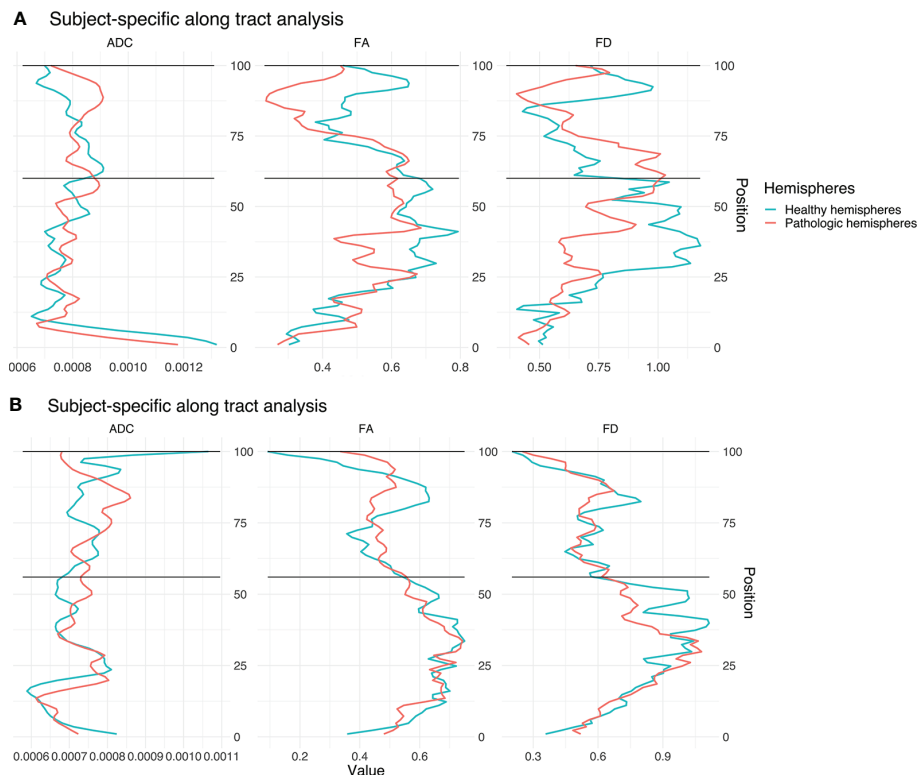 A Subject-specific along tract analysis
ADC FA FD
100 100 100
75 75 75
50 50 50
25 25 25
0 0 0
0006 0.0008 0.0010 0.0012 0.4 0.6 0.8 0.50 0.75 1.00
Position
Hemispheres
Healthy hemispheres
Pathologic hemispheres
B Subject-specific along tract analysis
ADC FA FD
100 100 100
75 75 75
50 50 50
25 25 25
0 0 0
0.0006 0.0007 0.0008 0.0009 0.0010 0.0011 0.2 0.4 0.6 0.3 0.6 0.9
Value
Position